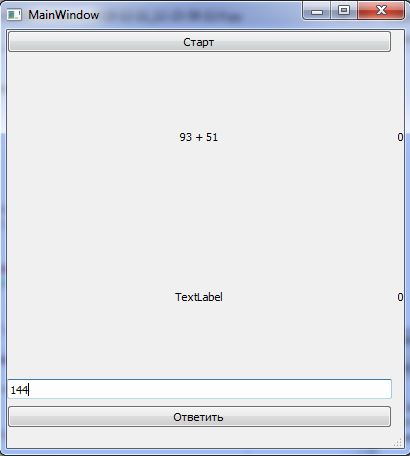 MainWindow
Старт
93 + 51
0
TextLabel
0
144
Ответить